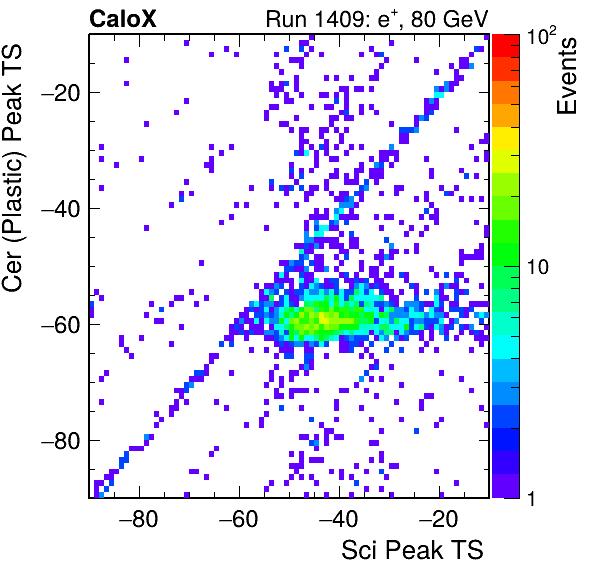 CaloX Run 1409: e+, 80 GeV
Cer (Plastic) Peak TS
−20
−40
−60
−80
−80 −60 −40 −20
Sci Peak TS
10²
10
1
Events